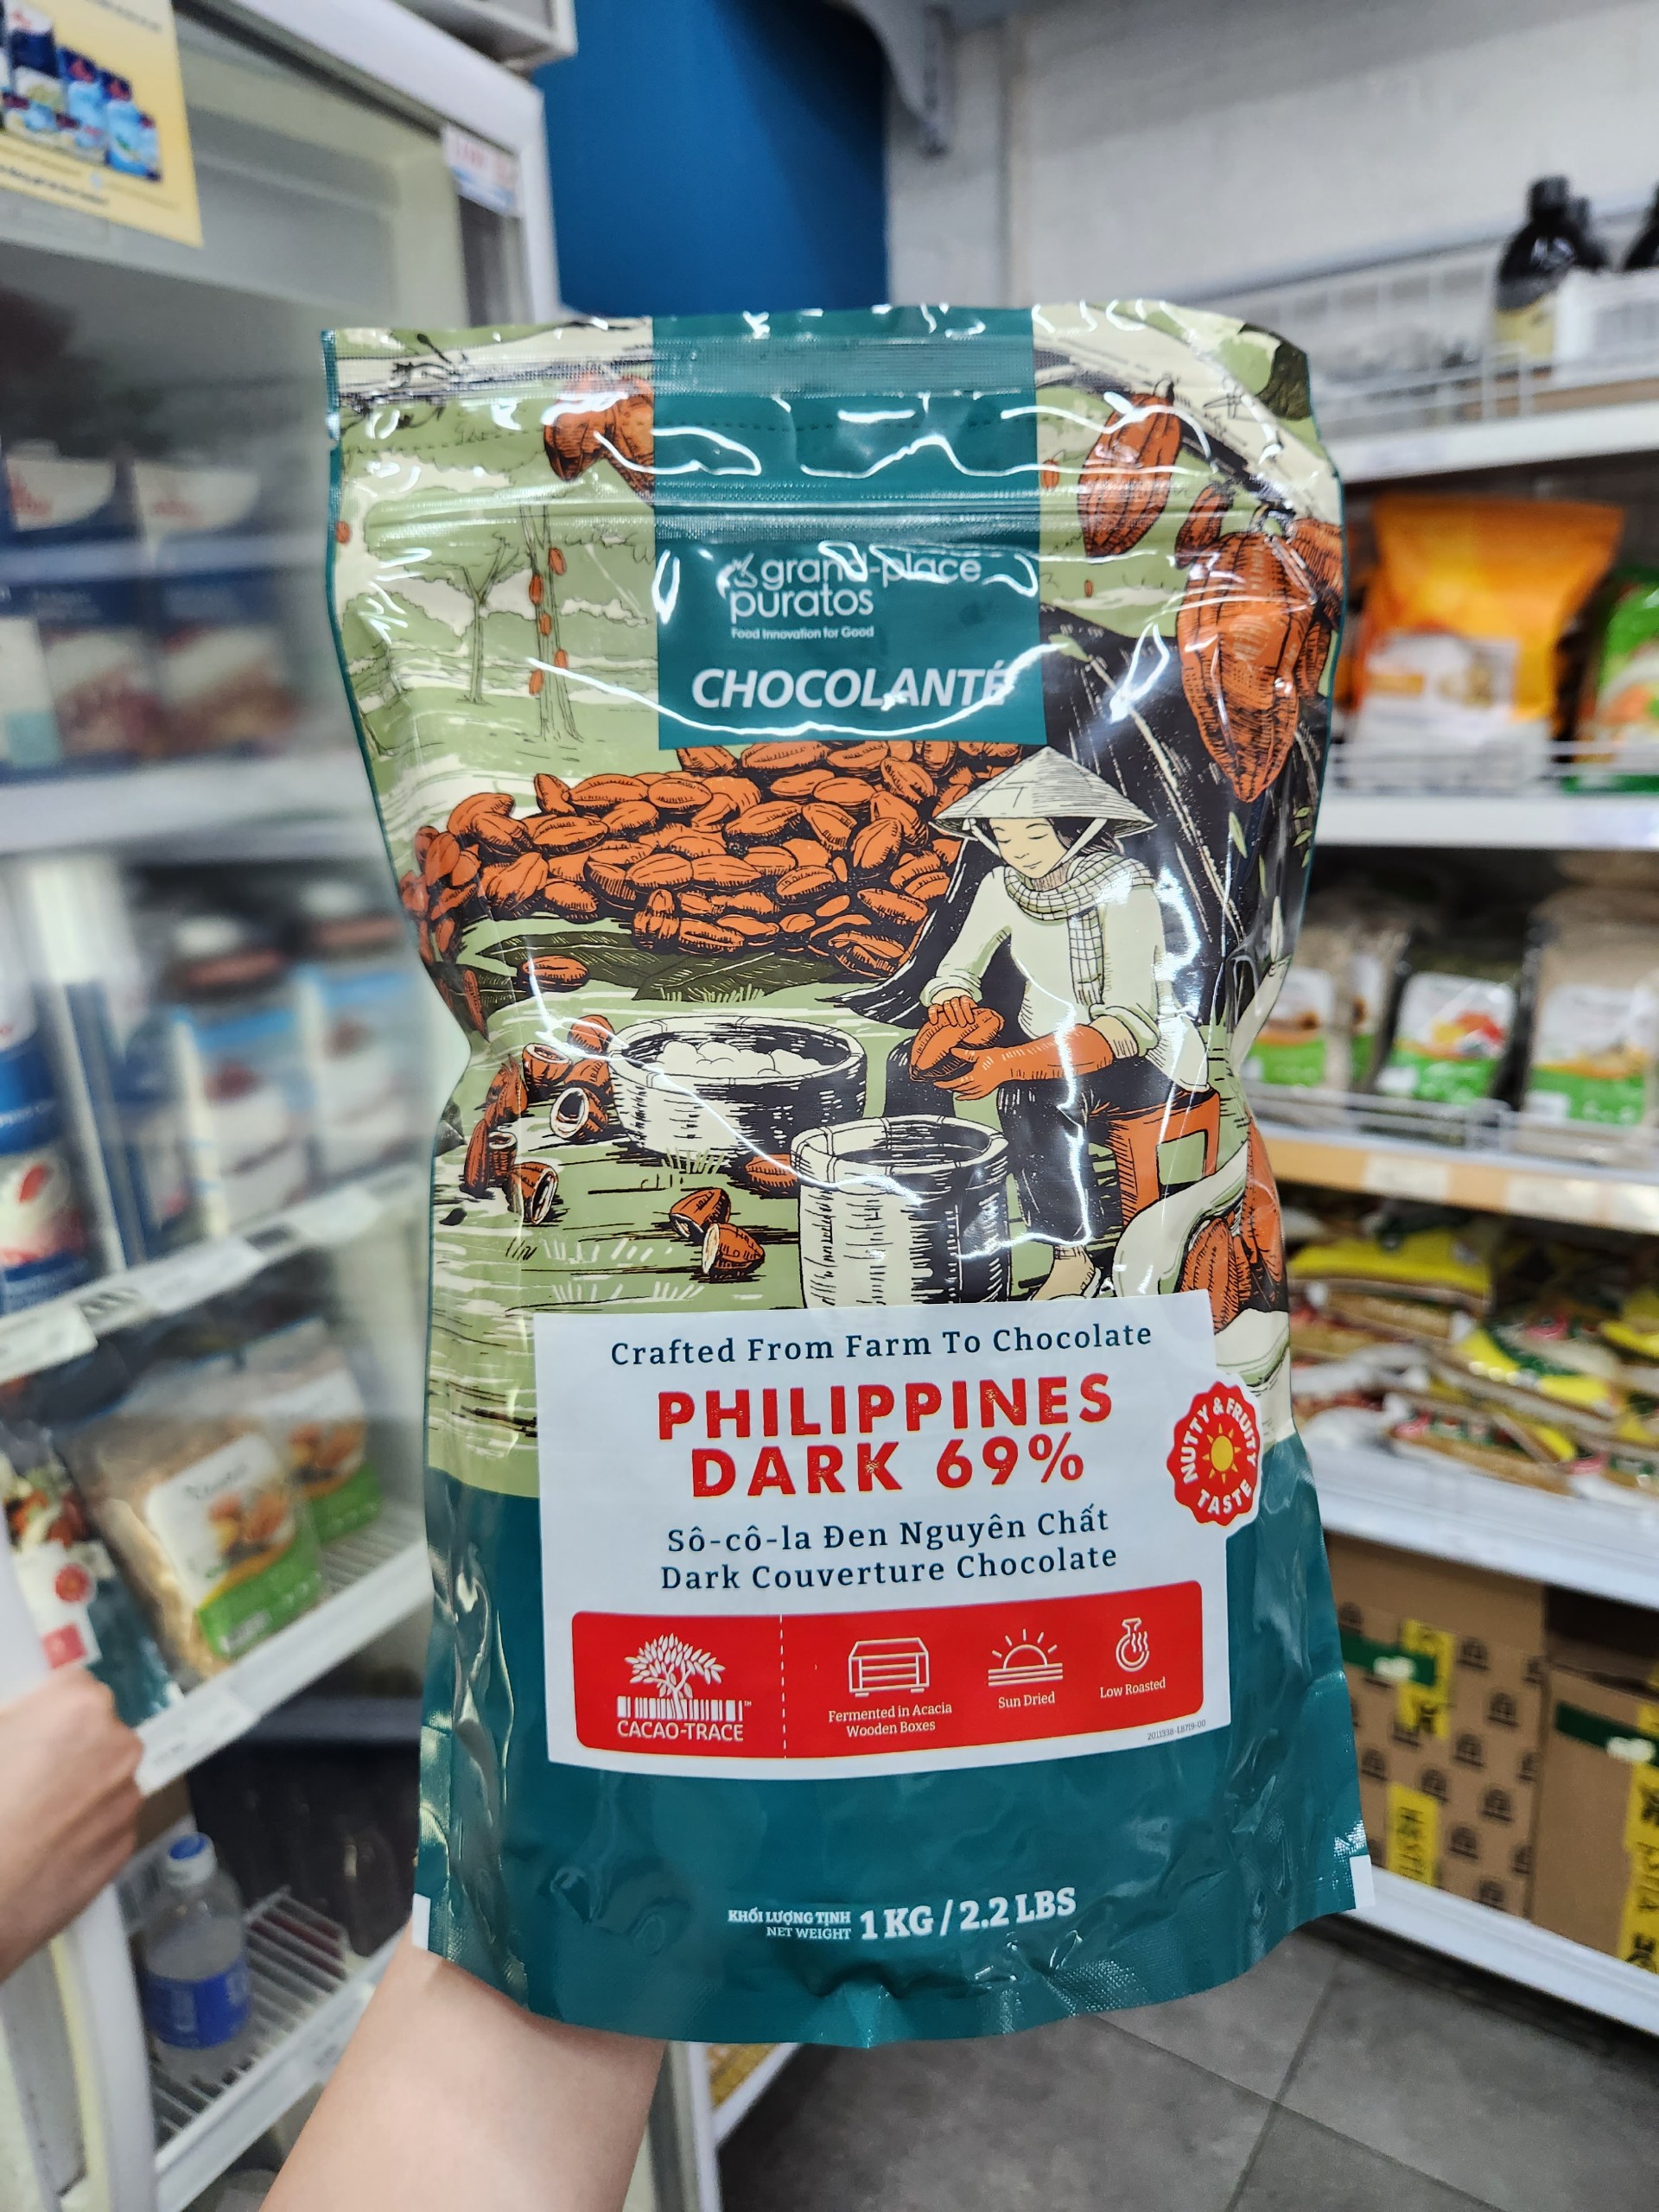 grand-place
puratos
Food Innovation for Good
CHOCOLANTÉ
Crafted From Farm To Chocolate
PHILIPPINES
DARK 69%
NUTTY & FRUITY
TASTE
Sô-cô-la Đen Nguyên Chất
Dark Couverture Chocolate
CACAO-TRACE™
Fermented in Acacia
Wooden Boxes
Sun Dried
Low Roasted
KHỐI LƯỢNG TỊNH
NET WEIGHT
1 KG / 2.2 LBS